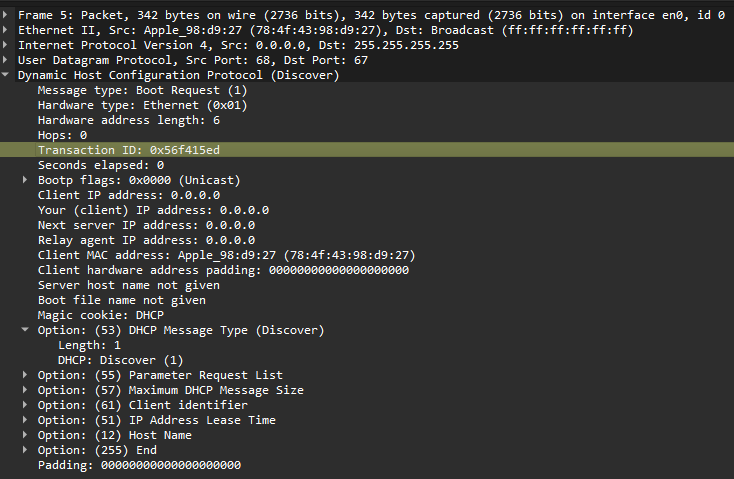 Frame 5: Packet, 342 bytes on wire (2736 bits), 342 bytes captured (2736 bits) on interface en0, id 0
Ethernet II, Src: Apple_98:d9:27 (78:4f:43:98:d9:27), Dst: Broadcast (ff:ff:ff:ff:ff:ff)
Internet Protocol Version 4, Src: 0.0.0.0, Dst: 255.255.255.255
User Datagram Protocol, Src Port: 68, Dst Port: 67
Dynamic Host Configuration Protocol (Discover)
Message type: Boot Request (1)
Hardware type: Ethernet (0x01)
Hardware address length: 6
Hops: 0
Transaction ID: 0x56f415ed
Seconds elapsed: 0
Bootp flags: 0x0000 (Unicast)
Client IP address: 0.0.0.0
Your (client) IP address: 0.0.0.0
Next server IP address: 0.0.0.0
Relay agent IP address: 0.0.0.0
Client MAC address: Apple_98:d9:27 (78:4f:43:98:d9:27)
Client hardware address padding: 00000000000000000000
Server host name not given
Boot file name not given
Magic cookie: DHCP
Option: (53) DHCP Message Type (Discover)
Length: 1
DHCP: Discover (1)
Option: (55) Parameter Request List
Option: (57) Maximum DHCP Message Size
Option: (61) Client identifier
Option: (51) IP Address Lease Time
Option: (12) Host Name
Option: (255) End
Padding: 00000000000000000000